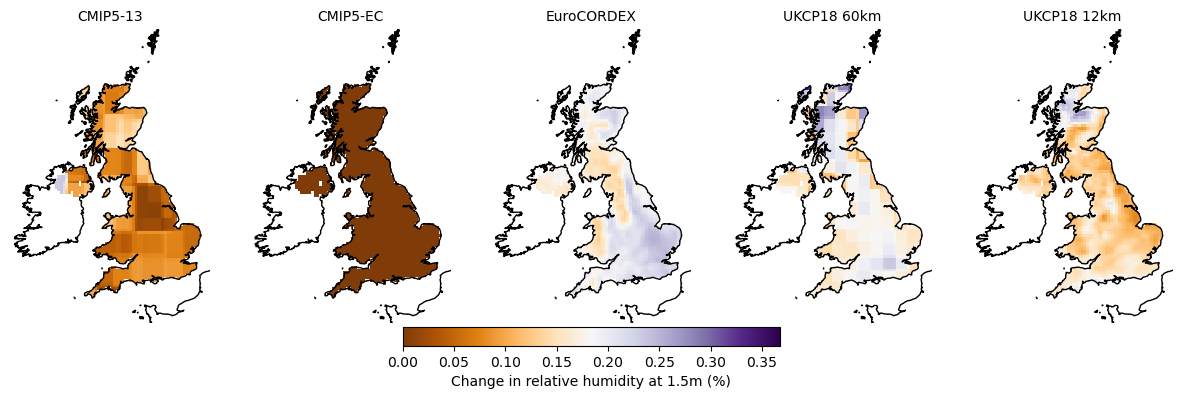 CMIP5-13 CMIP5-EC EuroCORDEX UKCP18 60km UKCP18 12km
0.00 0.05 0.10 0.15 0.20 0.25 0.30 0.35
Change in relative humidity at 1.5m (%)